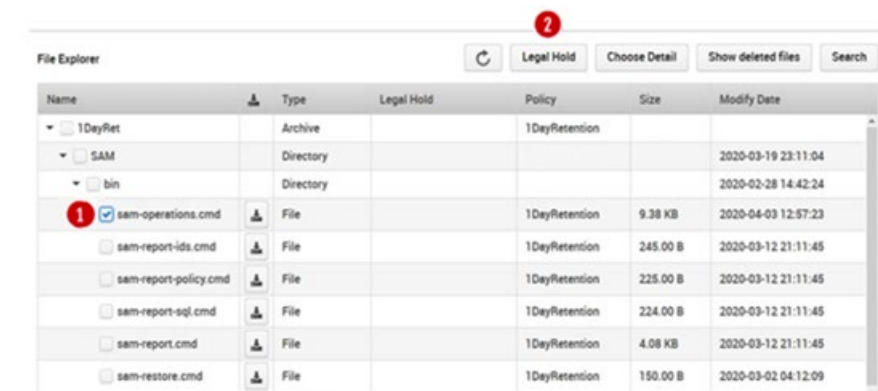 2
File Explorer Legal Hold Choose Detail Show deleted files Search
Name Type Legal Hold Policy Size Modify Date
1DayRet Archive 1DayRetention
SAM Directory 2020-03-19 23:11:04
bin Directory 2020-02-28 14:42:24
1 sam-operations.cmd File 1DayRetention 9.38 KB 2020-04-03 12:57:23
sam-report-ids.cmd File 1DayRetention 245.00 B 2020-03-12 21:11:45
sam-report-policy.cmd File 1DayRetention 225.00 B 2020-03-12 21:11:45
sam-report-sql.cmd File 1DayRetention 224.00 B 2020-03-12 21:11:45
sam-report.cmd File 1DayRetention 4.08 KB 2020-03-12 21:11:45
sam-restore.cmd File 1DayRetention 150.00 B 2020-03-02 04:12:09